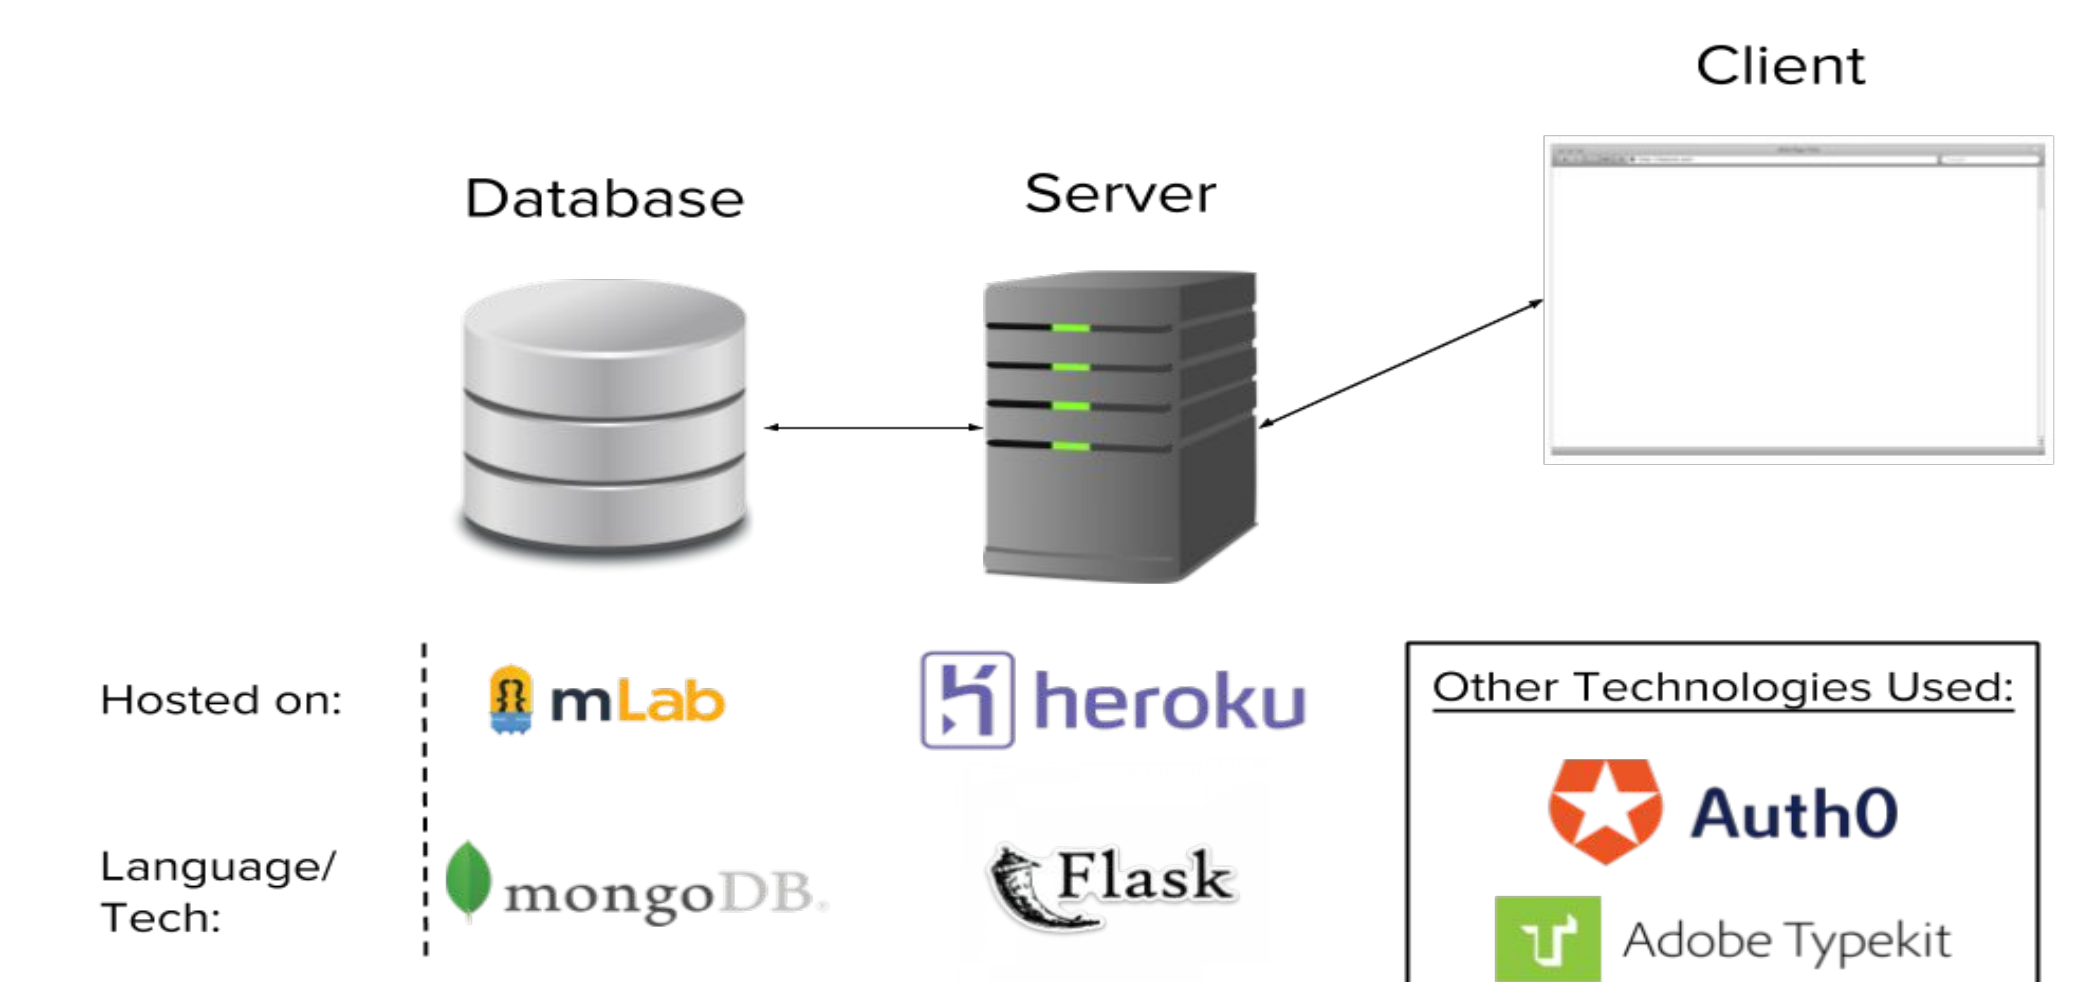 Client
Database
Server
Hosted on:
mLab
heroku
Other Technologies Used:
Auth0
Language/
Tech:
mongoDB.
Flask
Adobe Typekit